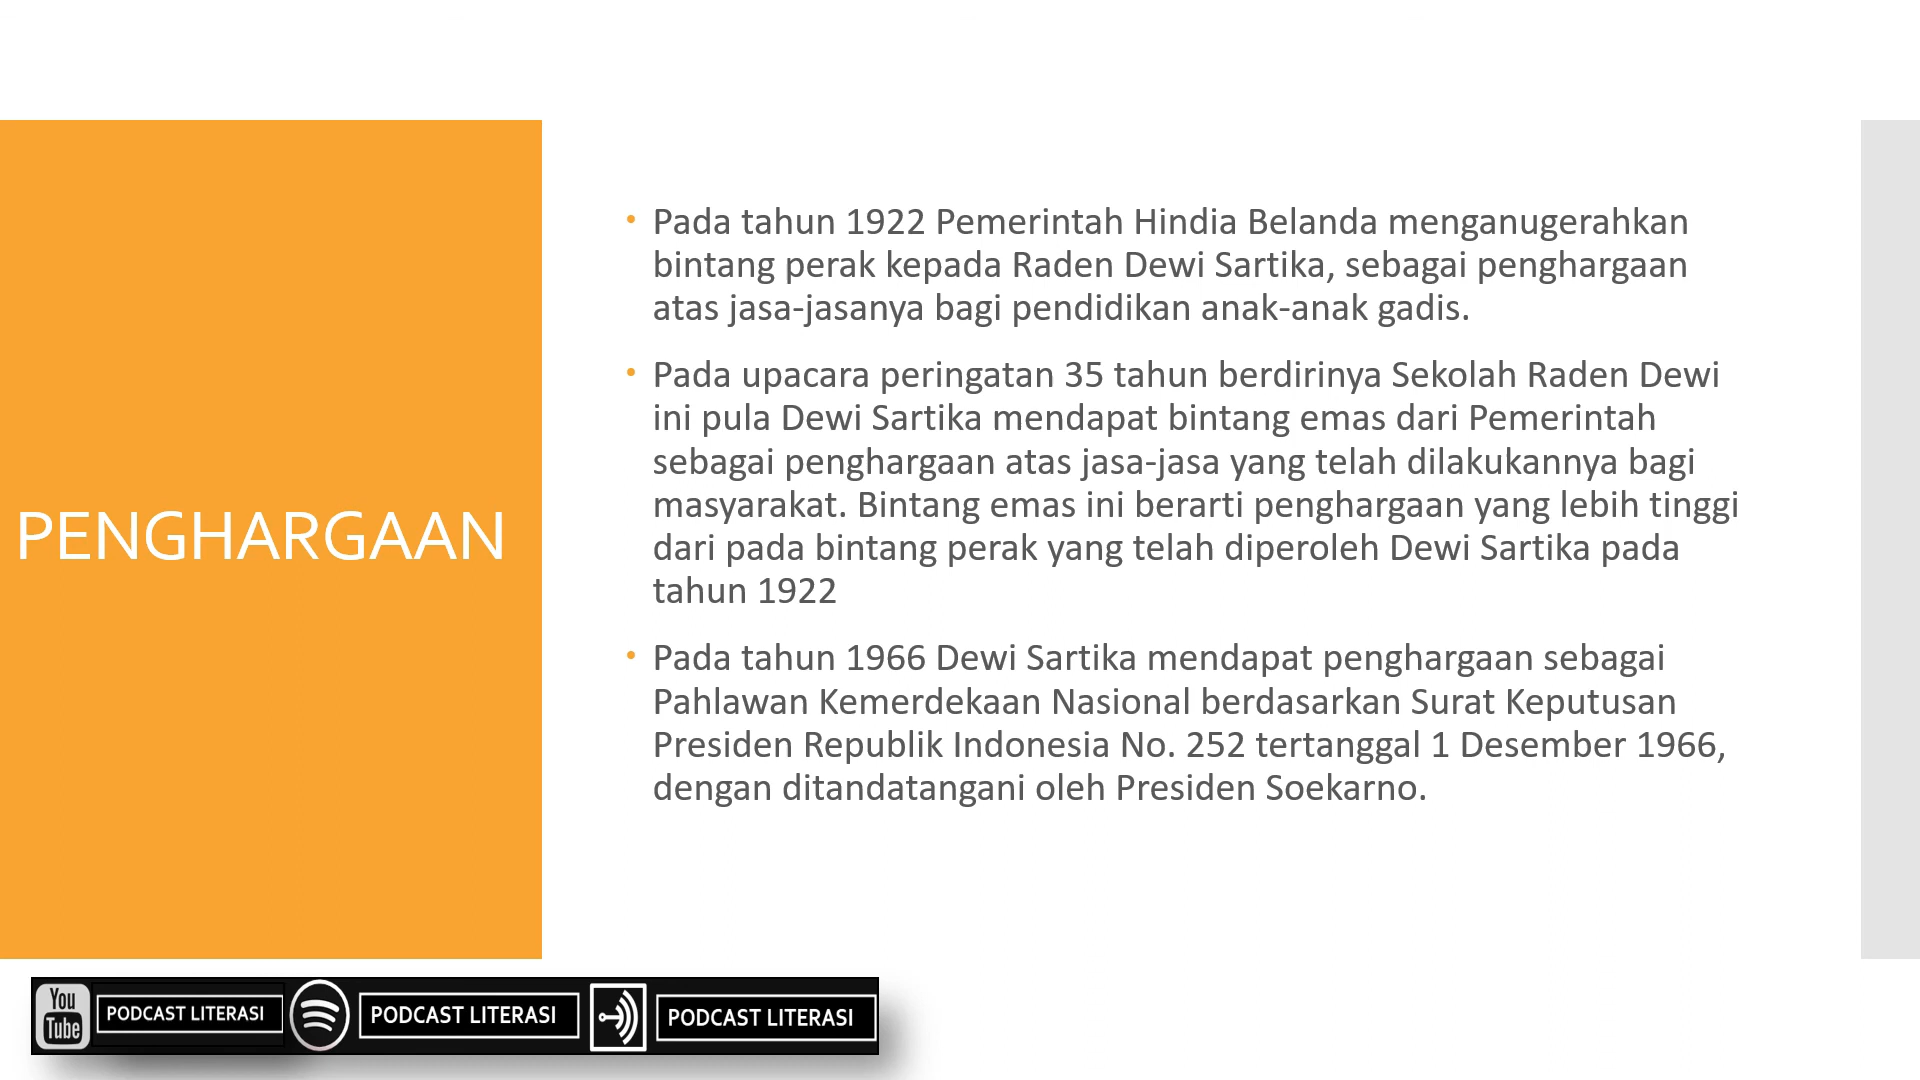 PENGHARGAAN
• Pada tahun 1922 Pemerintah Hindia Belanda menganugerahkan
bintang perak kepada Raden Dewi Sartika, sebagai penghargaan
atas jasa-jasanya bagi pendidikan anak-anak gadis.
• Pada upacara peringatan 35 tahun berdirinya Sekolah Raden Dewi
ini pula Dewi Sartika mendapat bintang emas dari Pemerintah
sebagai penghargaan atas jasa-jasa yang telah dilakukannya bagi
masyarakat. Bintang emas ini berarti penghargaan yang lebih tinggi
dari pada bintang perak yang telah diperoleh Dewi Sartika pada
tahun 1922
• Pada tahun 1966 Dewi Sartika mendapat penghargaan sebagai
Pahlawan Kemerdekaan Nasional berdasarkan Surat Keputusan
Presiden Republik Indonesia No. 252 tertanggal 1 Desember 1966,
dengan ditandatangani oleh Presiden Soekarno.
You
Tube
PODCAST LITERASI
PODCAST LITERASI
PODCAST LITERASI